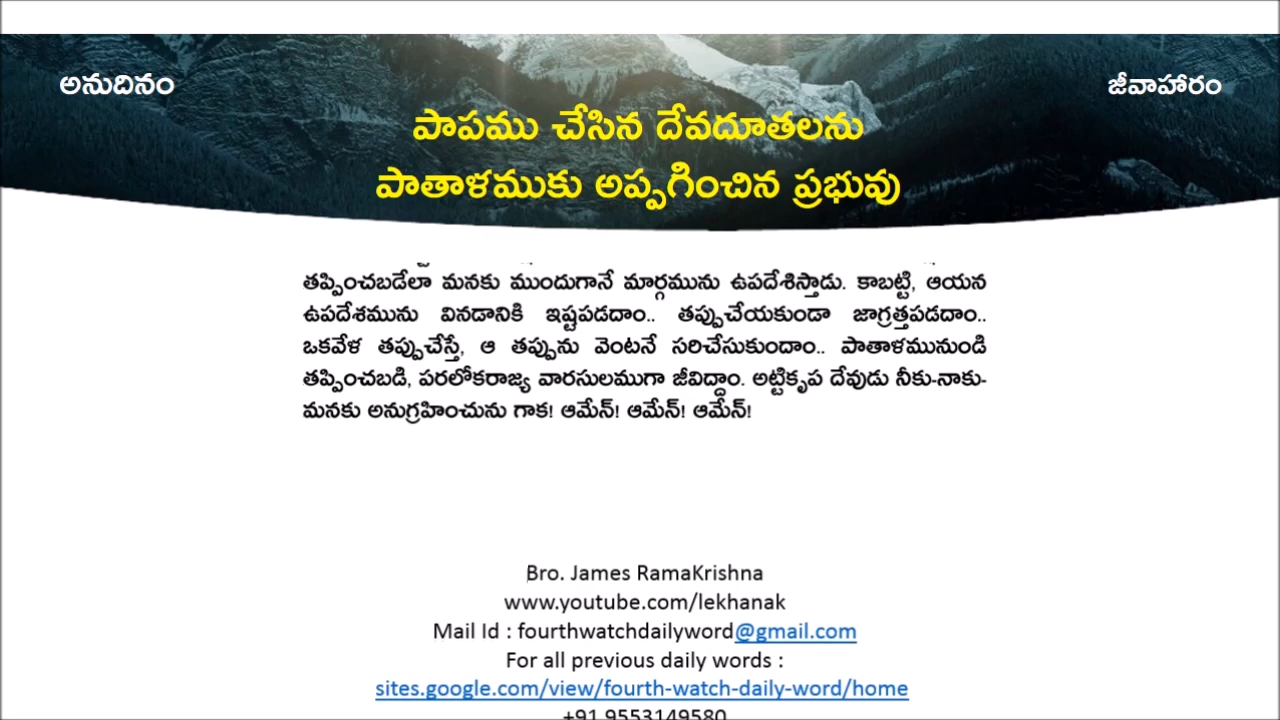 అనుదినం
జీవాహారం
పాపము చేసిన దేవదూతలను
పాతాళముకు అప్పగించిన ప్రభువు
తప్పించబడేలా మనకు ముందుగానే మార్గమును ఉపదేశిస్తాడు. కాబట్టి, ఆయన
ఉపదేశమును వినడానికి ఇష్టపడదాం.. తప్పుచేయకుండా జాగ్రత్తపడదాం..
ఒకవేళ తప్పుచేస్తే, ఆ తప్పును వెంటనే సరిచేసుకుందాం.. పాతాళమునుండి
తప్పించబడి, పరలోకరాజ్య వారసులముగా జీవిద్దాం. అట్టికృప దేవుడు నీకు-నాకు-
మనకు అనుగ్రహించును గాక! ఆమేన్! ఆమేన్! ఆమేన్!
Bro. James RamaKrishna
www.youtube.com/lekhanak
Mail Id : fourthwatchdailyword@gmail.com
For all previous daily words :
sites.google.com/view/fourth-watch-daily-word/home
+91 9553149580